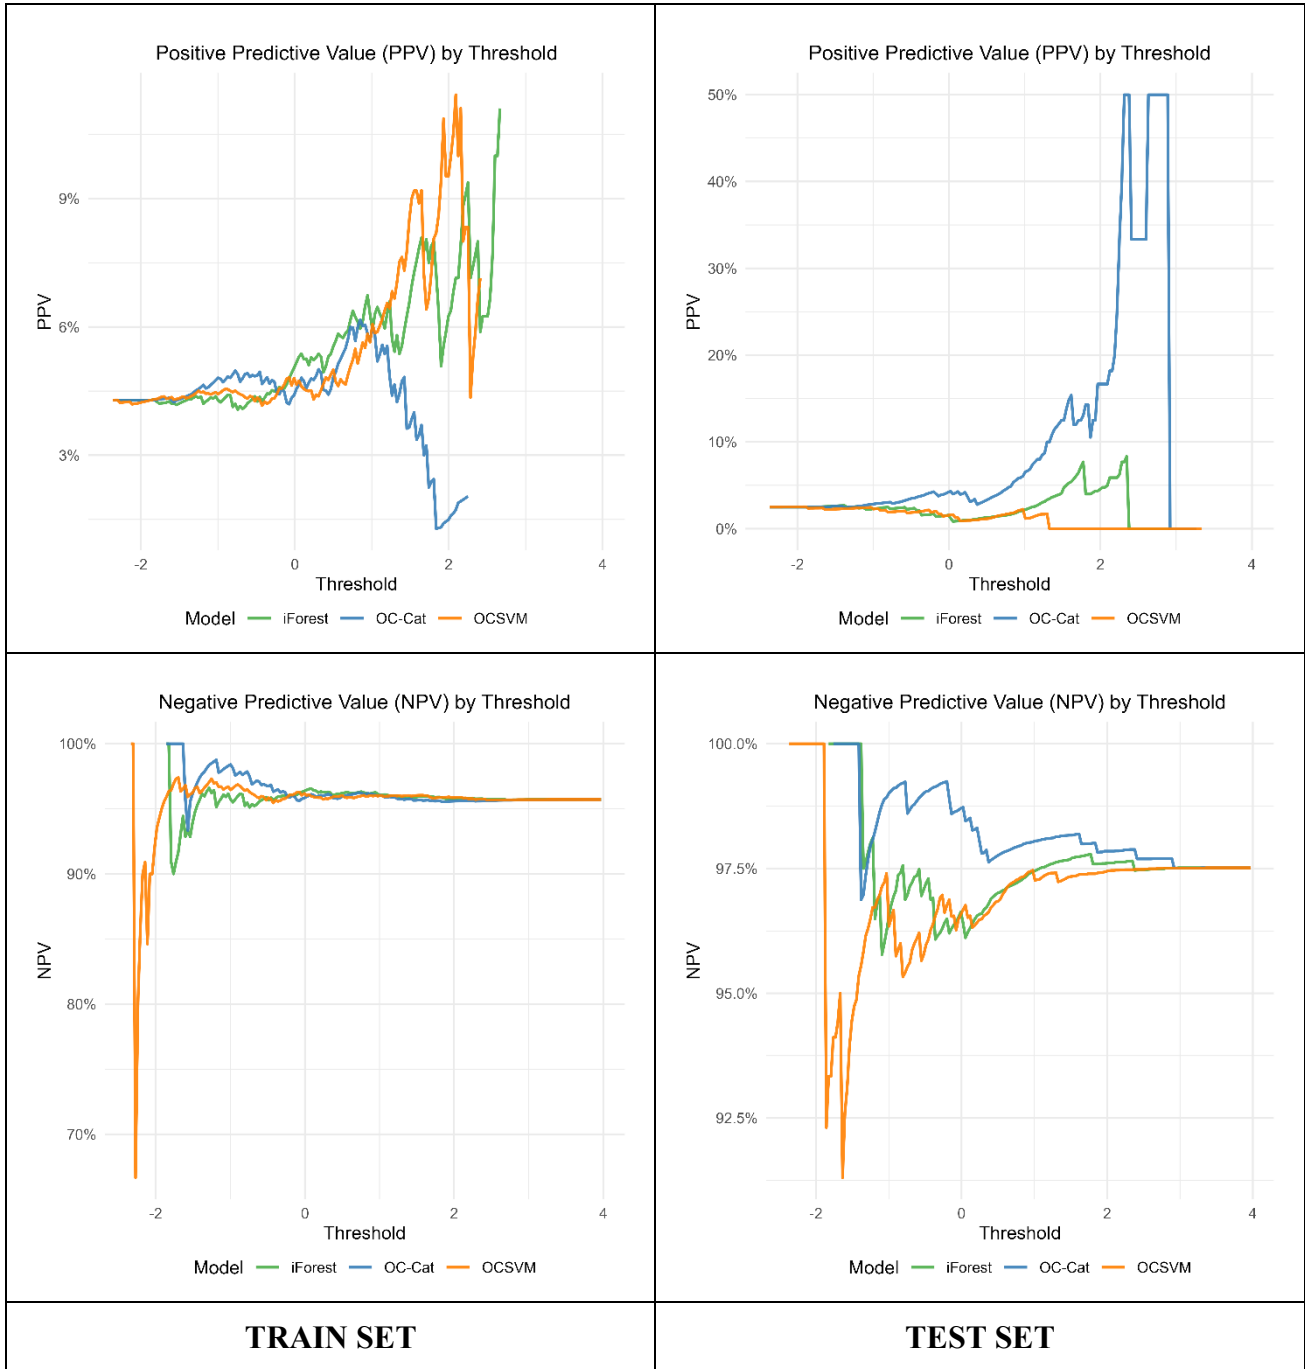 Positive Predictive Value (PPV) by Threshold
PPV
9%
6%
3%
-2 0 2 4
Threshold
Model iForest OC-Cat OCSVM
Positive Predictive Value (PPV) by Threshold
PPV
50%
40%
30%
20%
10%
0%
-2 0 2 4
Threshold
Model iForest OC-Cat OCSVM
Negative Predictive Value (NPV) by Threshold
NPV
100%
90%
80%
70%
-2 0 2 4
Threshold
Model iForest OC-Cat OCSVM
Negative Predictive Value (NPV) by Threshold
NPV
100.0%
97.5%
95.0%
92.5%
-2 0 2 4
Threshold
Model iForest OC-Cat OCSVM
TRAIN SET
TEST SET